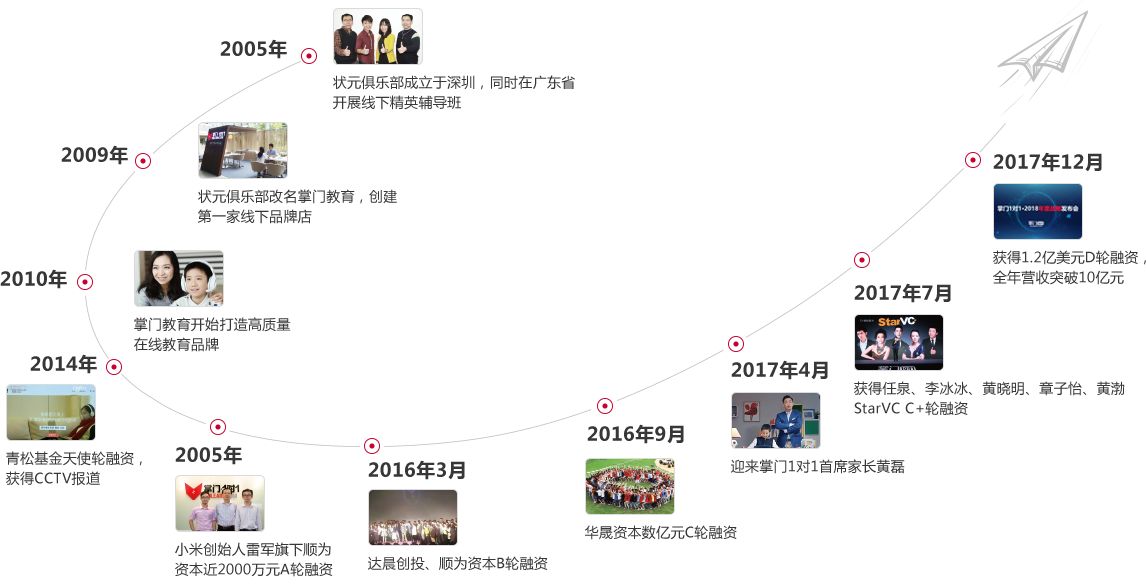 2005年
状元俱乐部成立于深圳，同时在广东省
开展线下精英辅导班
2009年
状元俱乐部改名掌门教育，创建
第一家线下品牌店
2010年
掌门教育开始打造高质量
在线教育品牌
2014年
青松基金天使轮融资，
获得CCTV报道
2005年
掌门1对1
小米创始人雷军旗下顺为
资本近2000万元A轮融资
2016年3月
达晨创投、顺为资本B轮融资
2016年9月
华晟资本数亿元C轮融资
2017年4月
迎来掌门1对1首席家长黄磊
2017年7月
StarVC
获得任泉、李冰冰、黄晓明、章子怡、黄渤
StarVC C+轮融资
2017年12月
掌门1对1·2018年度战略发布会
获得1.2亿美元D轮融资，
全年营收突破10亿元